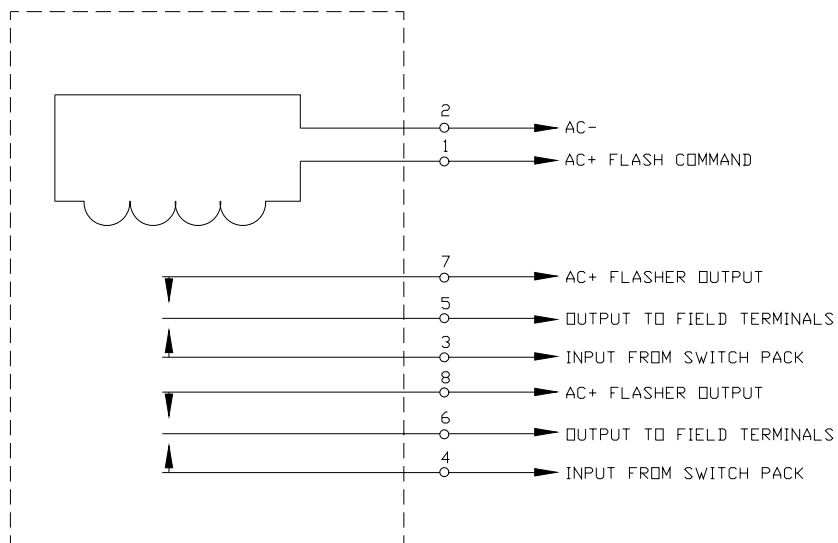 2
AC-
1
AC+ FLASH COMMAND
7
AC+ FLASHER OUTPUT
5
OUTPUT TO FIELD TERMINALS
3
INPUT FROM SWITCH PACK
8
AC+ FLASHER OUTPUT
6
OUTPUT TO FIELD TERMINALS
4
INPUT FROM SWITCH PACK